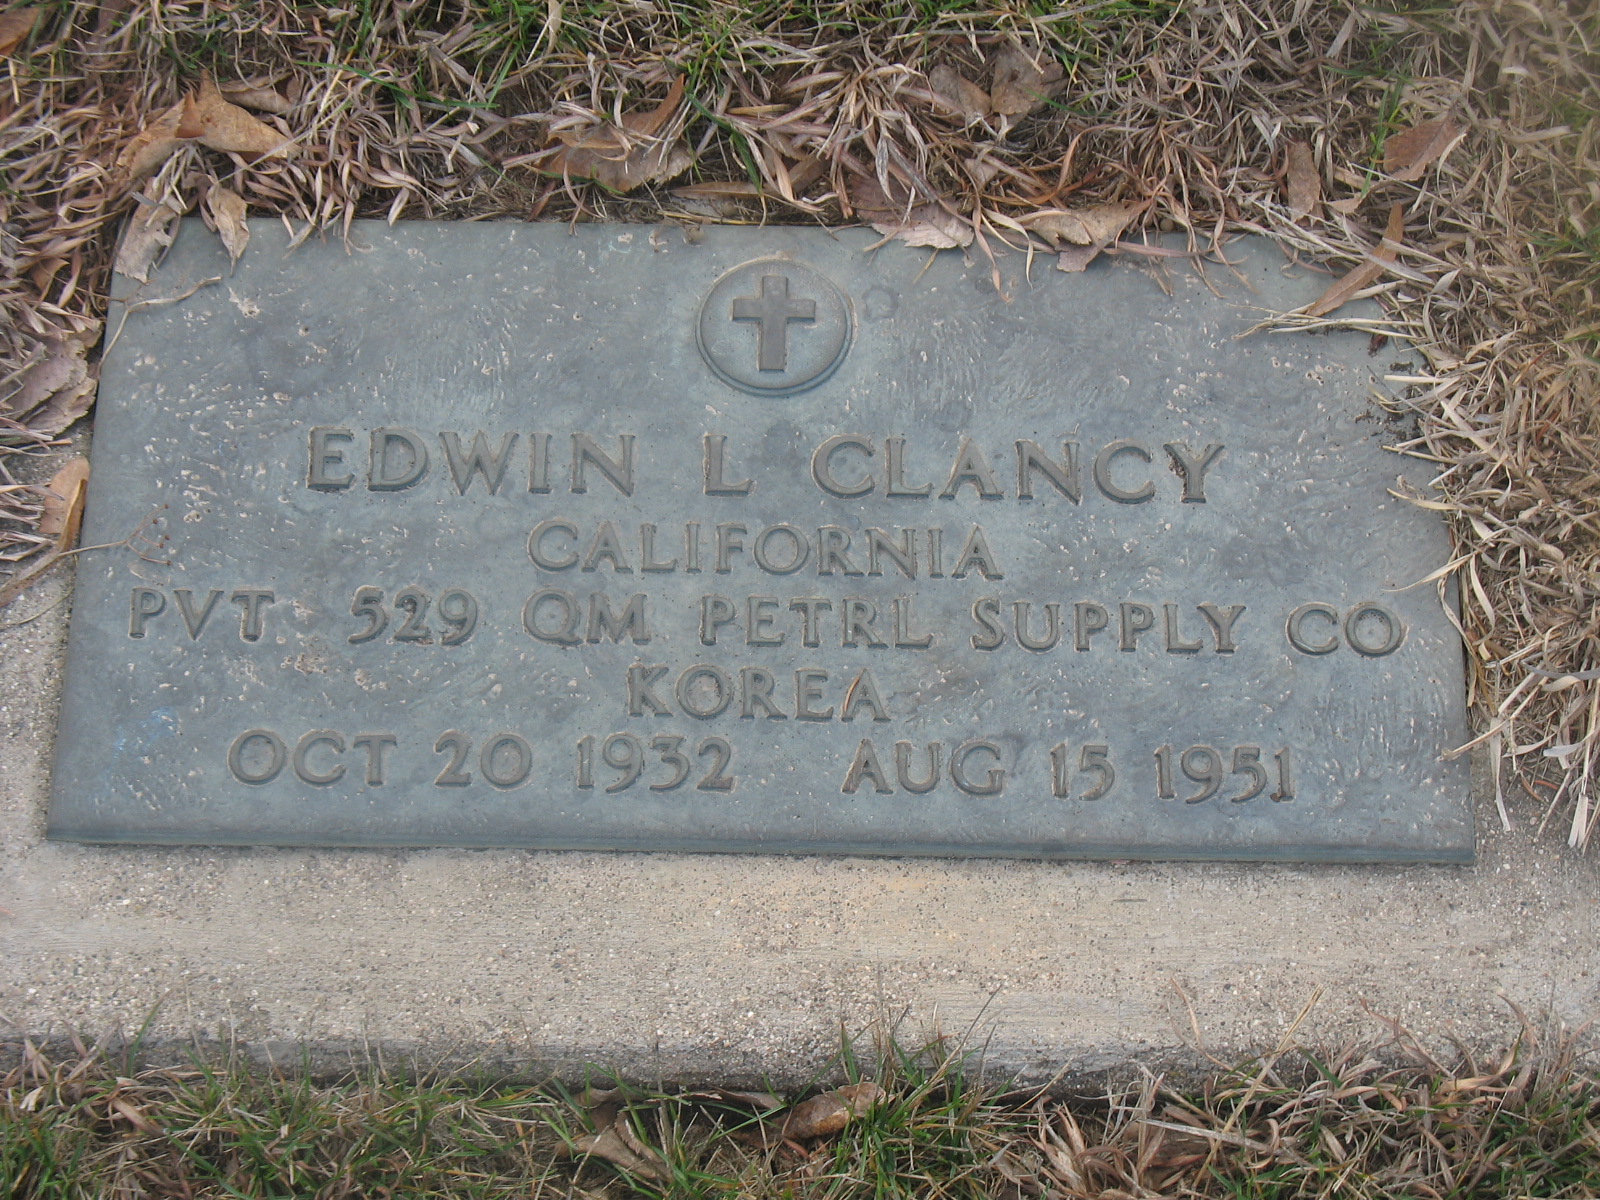 EDWIN L CLANCY
CALIFORNIA
PVT 529 QM PETRL SUPPLY CO
KOREA
OCT 20 1932 AUG 15 1951